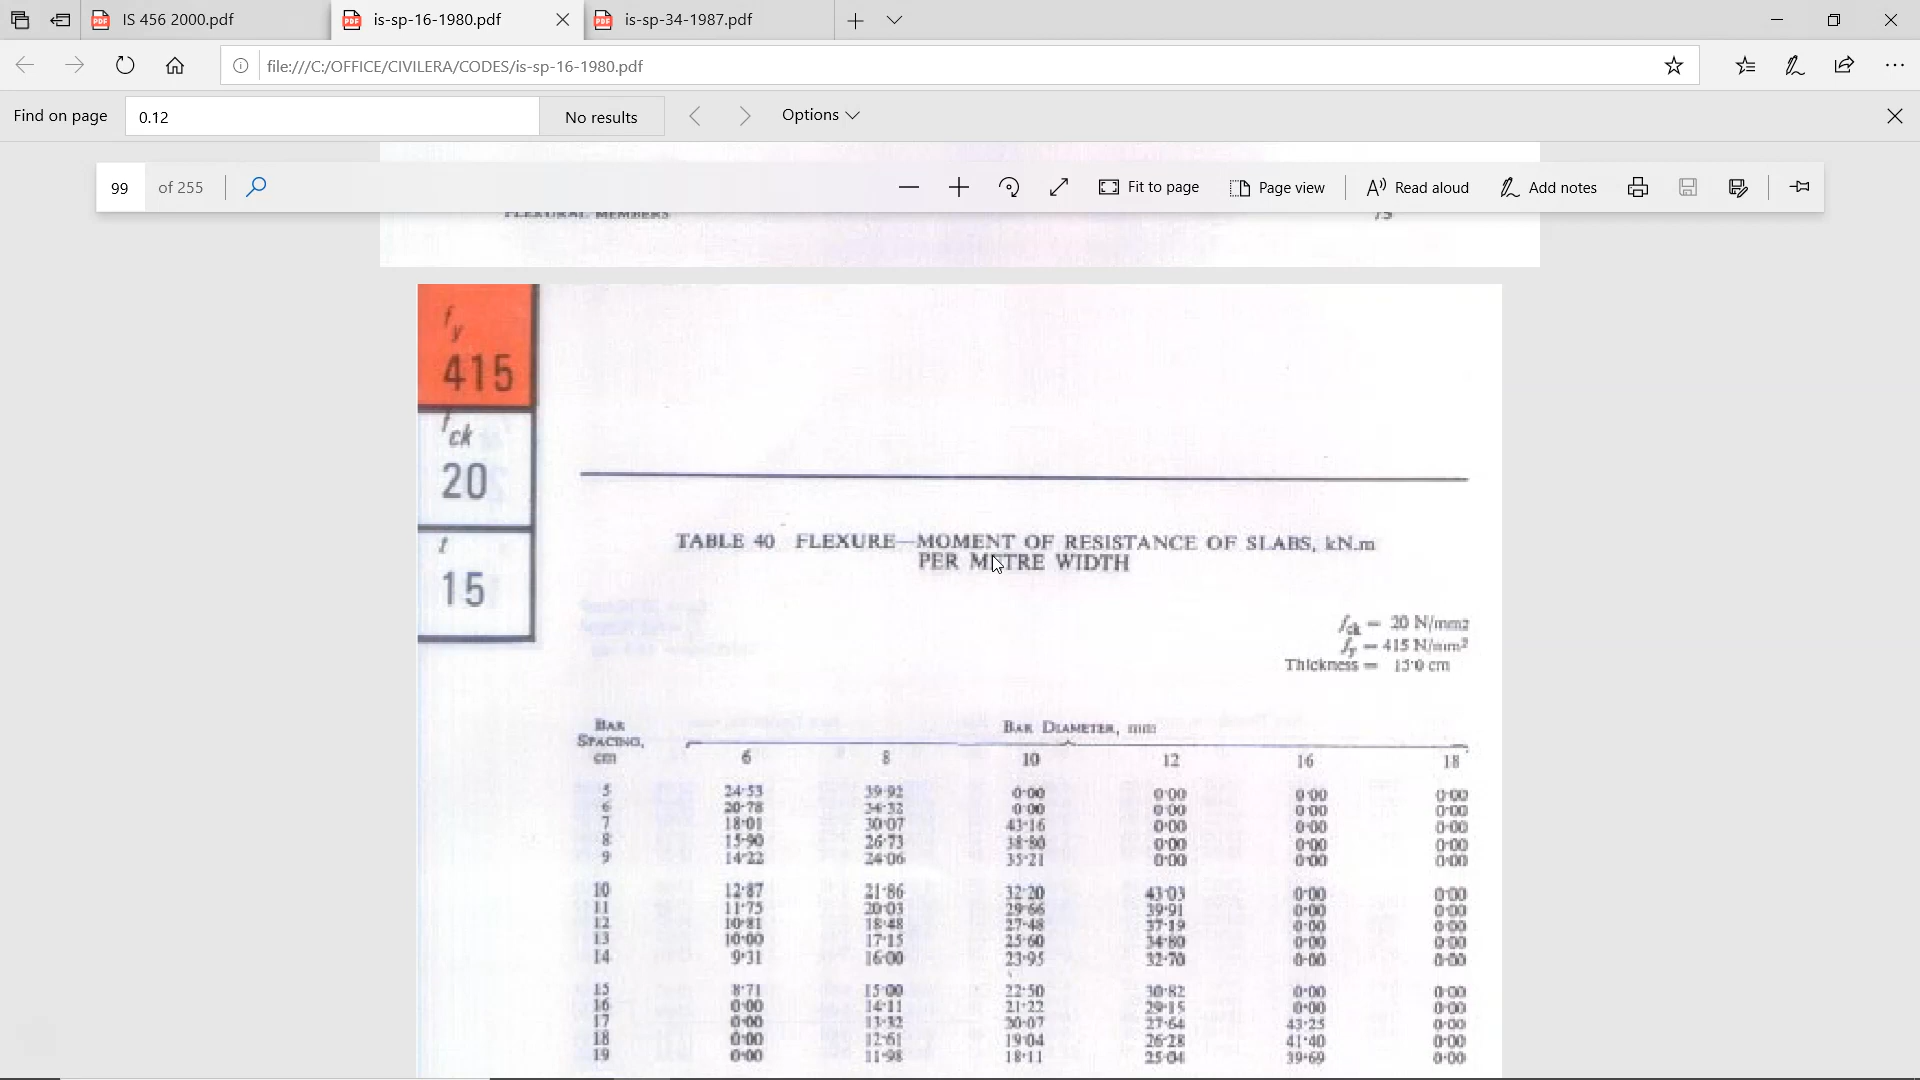 IS 456 2000.pdf
is-sp-16-1980.pdf
is-sp-34-1987.pdf
file:///C:/OFFICE/CIVILERA/CODES/is-sp-16-1980.pdf
Find on page
0.12
No results
Options
99 of 255
Fit to page
Page view
Read aloud
Add notes
FLEXURAL MEMBERS
fy
415
fck
20
t
15
TABLE 40 FLEXURE—MOMENT OF RESISTANCE OF SLABS, kN.m
PER METRE WIDTH
fck = 20 N/mm2
fy = 415 N/mm²
Thickness = 15·0 cm
BAR SPACING, cm
BAR DIAMETER, mm
6 8 10 12 16 18
5 24·53 39·92 0·00 0·00 0·00 0·00
6 20·78 34·32 0·00 0·00 0·00 0·00
7 18·01 30·07 43·16 0·00 0·00 0·00
8 15·90 26·73 38·80 0·00 0·00 0·00
9 14·22 24·06 35·21 0·00 0·00 0·00
10 12·87 21·86 32·20 43·03 0·00 0·00
11 11·75 20·03 29·66 39·91 0·00 0·00
12 10·81 18·48 27·48 37·19 0·00 0·00
13 10·00 17·15 25·60 34·80 0·00 0·00
14 9·31 16·00 23·95 32·70 0·00 0·00
15 8·71 15·00 22·50 30·82 0·00 0·00
16 0·00 14·11 21·22 29·15 0·00 0·00
17 0·00 13·32 20·07 27·64 43·25 0·00
18 0·00 12·61 19·04 26·28 41·40 0·00
19 0·00 11·98 18·11 25·04 39·69 0·00